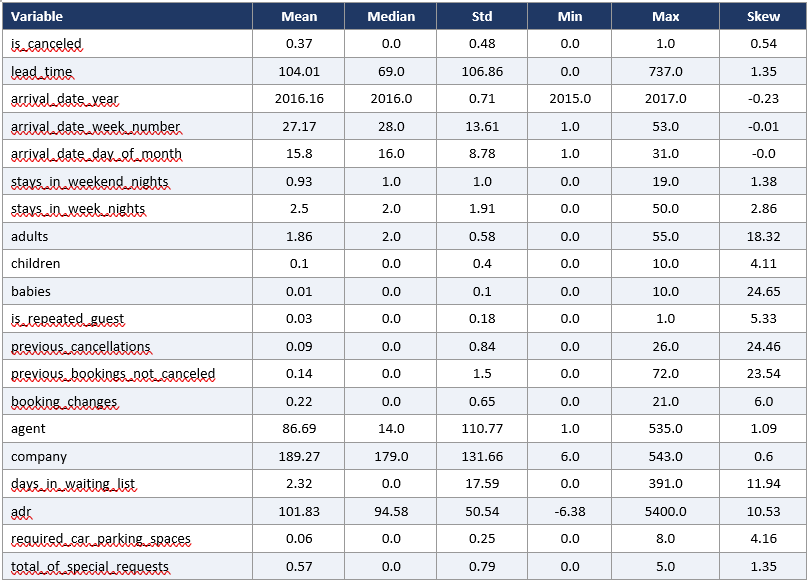 Variable Mean Median Std Min Max Skew
is_canceled 0.37 0.0 0.48 0.0 1.0 0.54
lead_time 104.01 69.0 106.86 0.0 737.0 1.35
arrival_date_year 2016.16 2016.0 0.71 2015.0 2017.0 -0.23
arrival_date_week_number 27.17 28.0 13.61 1.0 53.0 -0.01
arrival_date_day_of_month 15.8 16.0 8.78 1.0 31.0 -0.0
stays_in_weekend_nights 0.93 1.0 1.0 0.0 19.0 1.38
stays_in_week_nights 2.5 2.0 1.91 0.0 50.0 2.86
adults 1.86 2.0 0.58 0.0 55.0 18.32
children 0.1 0.0 0.4 0.0 10.0 4.11
babies 0.01 0.0 0.1 0.0 10.0 24.65
is_repeated_guest 0.03 0.0 0.18 0.0 1.0 5.33
previous_cancellations 0.09 0.0 0.84 0.0 26.0 24.46
previous_bookings_not_canceled 0.14 0.0 1.5 0.0 72.0 23.54
booking_changes 0.22 0.0 0.65 0.0 21.0 6.0
agent 86.69 14.0 110.77 1.0 535.0 1.09
company 189.27 179.0 131.66 6.0 543.0 0.6
days_in_waiting_list 2.32 0.0 17.59 0.0 391.0 11.94
adr 101.83 94.58 50.54 -6.38 5400.0 10.53
required_car_parking_spaces 0.06 0.0 0.25 0.0 8.0 4.16
total_of_special_requests 0.57 0.0 0.79 0.0 5.0 1.35